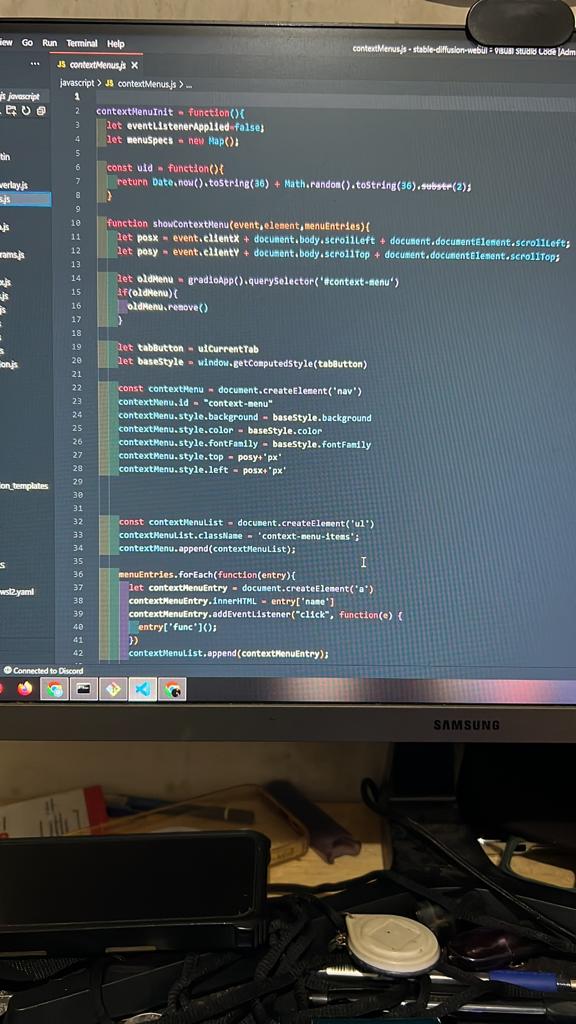 iew Go Run Terminal Help
contextMenus.js - stable-diffusion-webui - Visual Studio Code [Adm
JS contextMenus.js ×
js javascript
javascript > JS contextMenus.js > ...
1
2 contextMenuInit = function(){
3 let eventListenerApplied=false;
4 let menuSpecs = new Map();
5
6 const uid = function(){
7 return Date.now().toString(36) + Math.random().toString(36).substr(2);
8 }
9
10 function showContextMenu(event,element,menuEntries){
11 let posx = event.clientX + document.body.scrollLeft + document.documentElement.scrollLeft;
12 let posy = event.clientY + document.body.scrollTop + document.documentElement.scrollTop;
13
14 let oldMenu = gradioApp().querySelector('#context-menu')
15 if(oldMenu){
16 oldMenu.remove()
17 }
18
19 let tabButton = uiCurrentTab
20 let baseStyle = window.getComputedStyle(tabButton)
21
22 const contextMenu = document.createElement('nav')
23 contextMenu.id = "context-menu"
24 contextMenu.style.background = baseStyle.background
25 contextMenu.style.color = baseStyle.color
26 contextMenu.style.fontFamily = baseStyle.fontFamily
27 contextMenu.style.top = posy+'px'
28 contextMenu.style.left = posx+'px'
29
30
31
32 const contextMenuList = document.createElement('ul')
33 contextMenuList.className = 'context-menu-items';
34 contextMenu.append(contextMenuList);
35
36 menuEntries.forEach(function(entry){
37 let contextMenuEntry = document.createElement('a')
38 contextMenuEntry.innerHTML = entry['name']
39 contextMenuEntry.addEventListener("click", function(e) {
40 entry['func']();
41 })
42 contextMenuList.append(contextMenuEntry);
tin
verlay.js
s.js
.js
rams.js
.js
.js
js
s
s
ion.js
ion_templates
s
wsl2.yaml
Connected to Discord
SAMSUNG